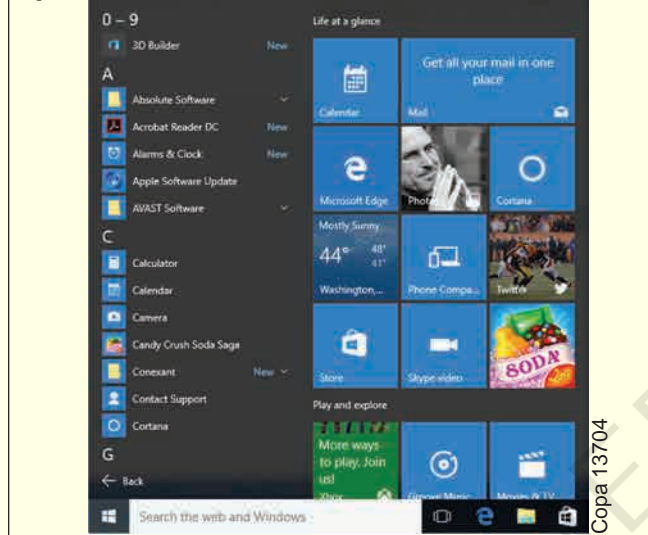 0 – 9
3D Builder New
A
Absolute Software
Acrobat Reader DC New
Alarms & Clock New
Apple Software Update
AVAST Software
C
Calculator
Calendar
Camera
Candy Crush Soda Saga
Conexant New
Contact Support
Cortana
G
← Back
Search the web and Windows
Life at a glance
Calendar
Get all your mail in one
place
Mail
Microsoft Edge
Photos
Cortana
Mostly Sunny
44° 48°
41°
Washington,...
Phone Compa...
Twitter
Store
Skype video
SODA
Play and explore
More ways
to play. Join
us!
Xbox
Groove Music
Movies & TV
Copa 13704